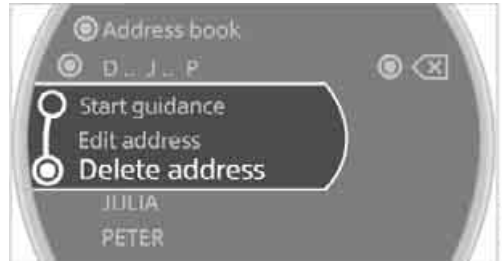 Address book
D .. J .. P
Start guidance
Edit address
Delete address
JULIA
PETER